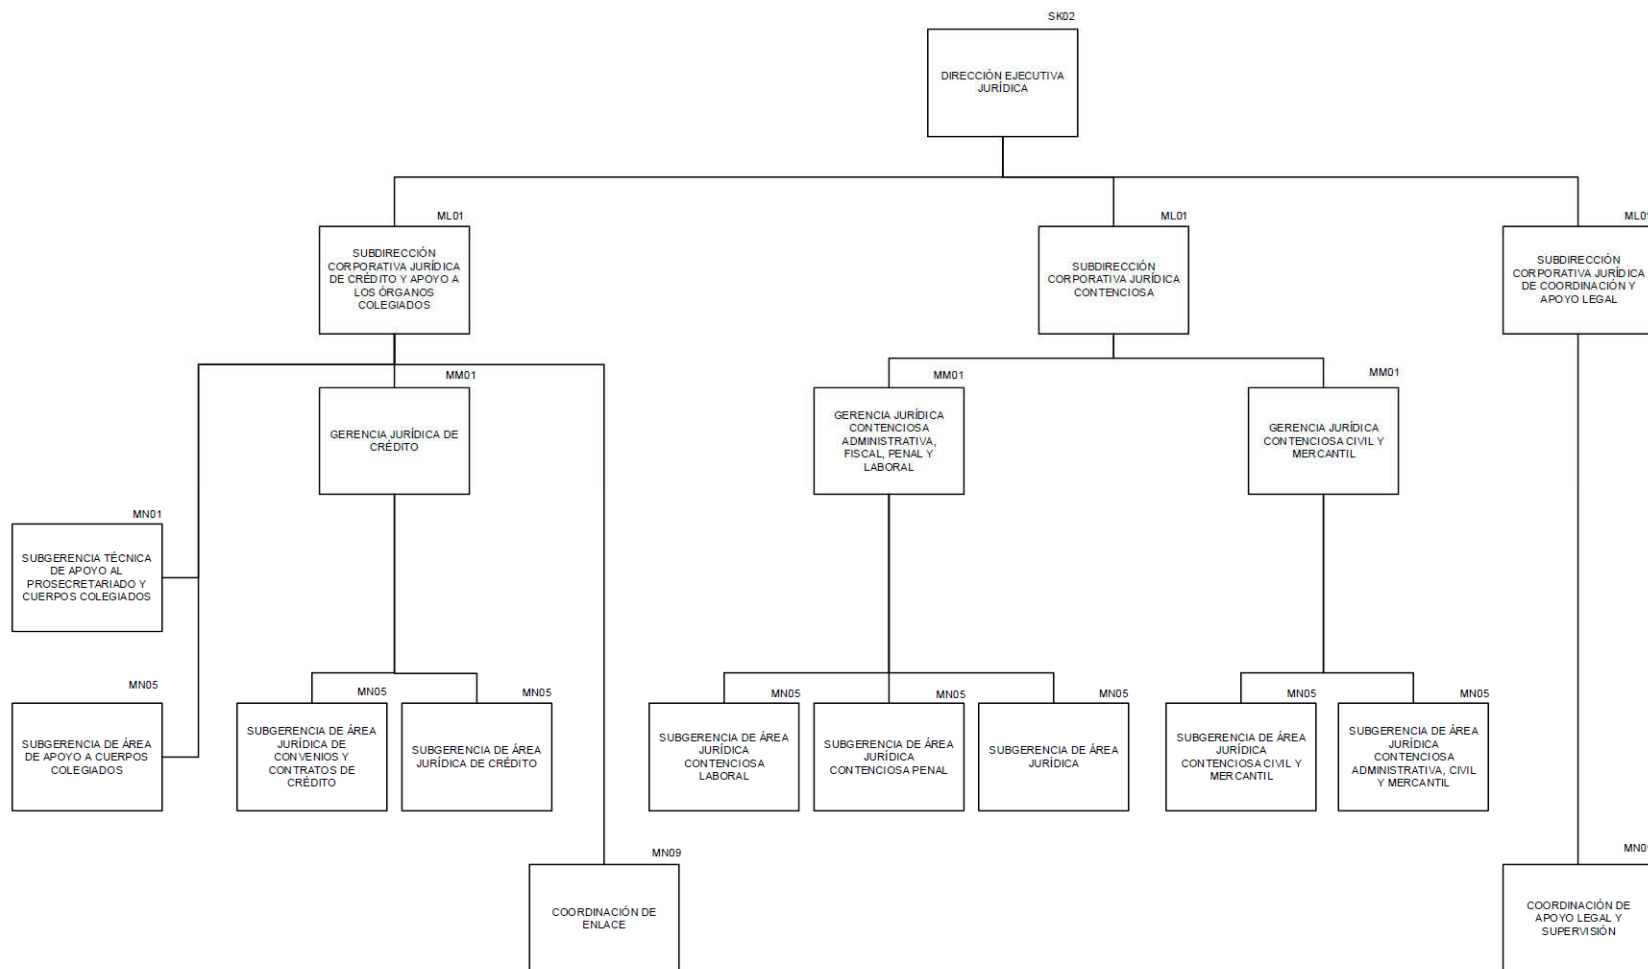 SK02
DIRECCIÓN EJECUTIVA
JURÍDICA
ML01
SUBDIRECCIÓN
CORPORATIVA JURÍDICA
DE CRÉDITO Y APOYO A
LOS ÓRGANOS
COLEGIADOS
ML01
SUBDIRECCIÓN
CORPORATIVA JURÍDICA
CONTENCIOSA
ML01
SUBDIRECCIÓN
CORPORATIVA JURÍDICA
DE COORDINACIÓN Y
APOYO LEGAL
MM01
GERENCIA JURÍDICA DE
CRÉDITO
MM01
GERENCIA JURÍDICA
CONTENCIOSA
ADMINISTRATIVA,
FISCAL, PENAL Y
LABORAL
MM01
GERENCIA JURÍDICA
CONTENCIOSA CIVIL Y
MERCANTIL
MN01
SUBGERENCIA TÉCNICA
DE APOYO AL
PROSECRETARIADO Y
CUERPOS COLEGIADOS
MN05
SUBGERENCIA DE ÁREA
DE APOYO A CUERPOS
COLEGIADOS
MN05
SUBGERENCIA DE ÁREA
JURÍDICA DE
CONVENIOS Y
CONTRATOS DE
CRÉDITO
MN05
SUBGERENCIA DE ÁREA
JURÍDICA DE CRÉDITO
MN05
SUBGERENCIA DE ÁREA
JURÍDICA
CONTENCIOSA
LABORAL
MN05
SUBGERENCIA DE ÁREA
JURÍDICA
CONTENCIOSA PENAL
MN05
SUBGERENCIA DE ÁREA
JURÍDICA
MN05
SUBGERENCIA DE ÁREA
JURÍDICA
CONTENCIOSA CIVIL Y
MERCANTIL
MN05
SUBGERENCIA DE ÁREA
JURÍDICA
CONTENCIOSA
ADMINISTRATIVA, CIVIL
Y MERCANTIL
MN09
COORDINACIÓN DE
ENLACE
MN09
COORDINACIÓN DE
APOYO LEGAL Y
SUPERVISIÓN